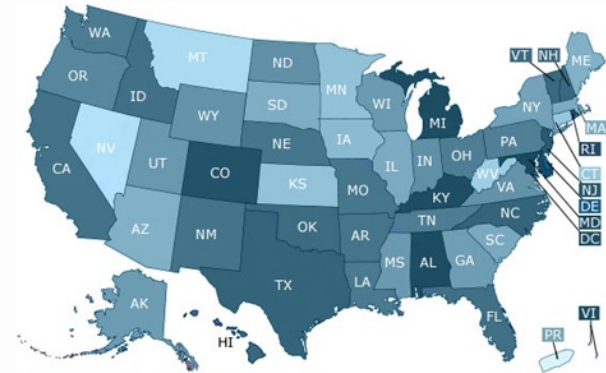 WA
VT
NH
ME
MT
ND
OR
MN
ID
WI
NY
SD
MI
MA
WY
RI
IA
PA
CT
NE
NV
OH
NJ
IL
IN
UT
WV
DE
CA
CO
VA
MD
KS
MO
KY
DC
NC
TN
OK
AZ
NM
AR
SC
MS
AL
GA
TX
LA
AK
FL
VI
HI
PR